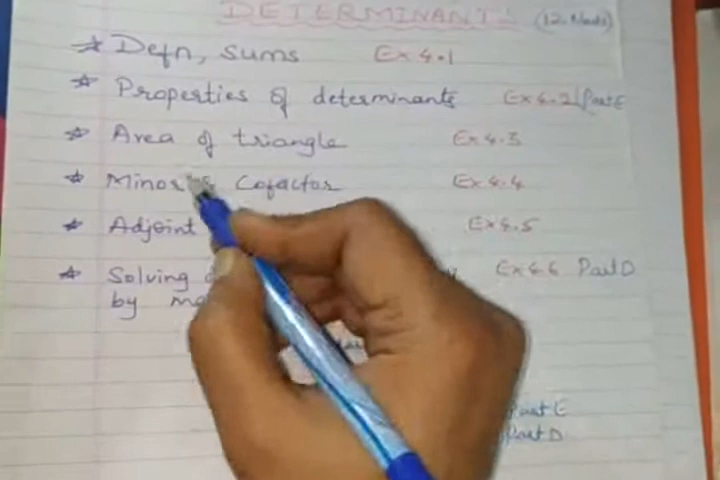 DETERMINANTS (12 Marks)
* Defn, sums Ex 4.1
* Properties of determinants Ex 4.2 | Part E
* Area of triangle Ex 4.3
* Minors Cofactor Ex 4.4
* Adjoint Ex 4.5
* Solving Ex 4.6 Part D
by
Part E
Part D